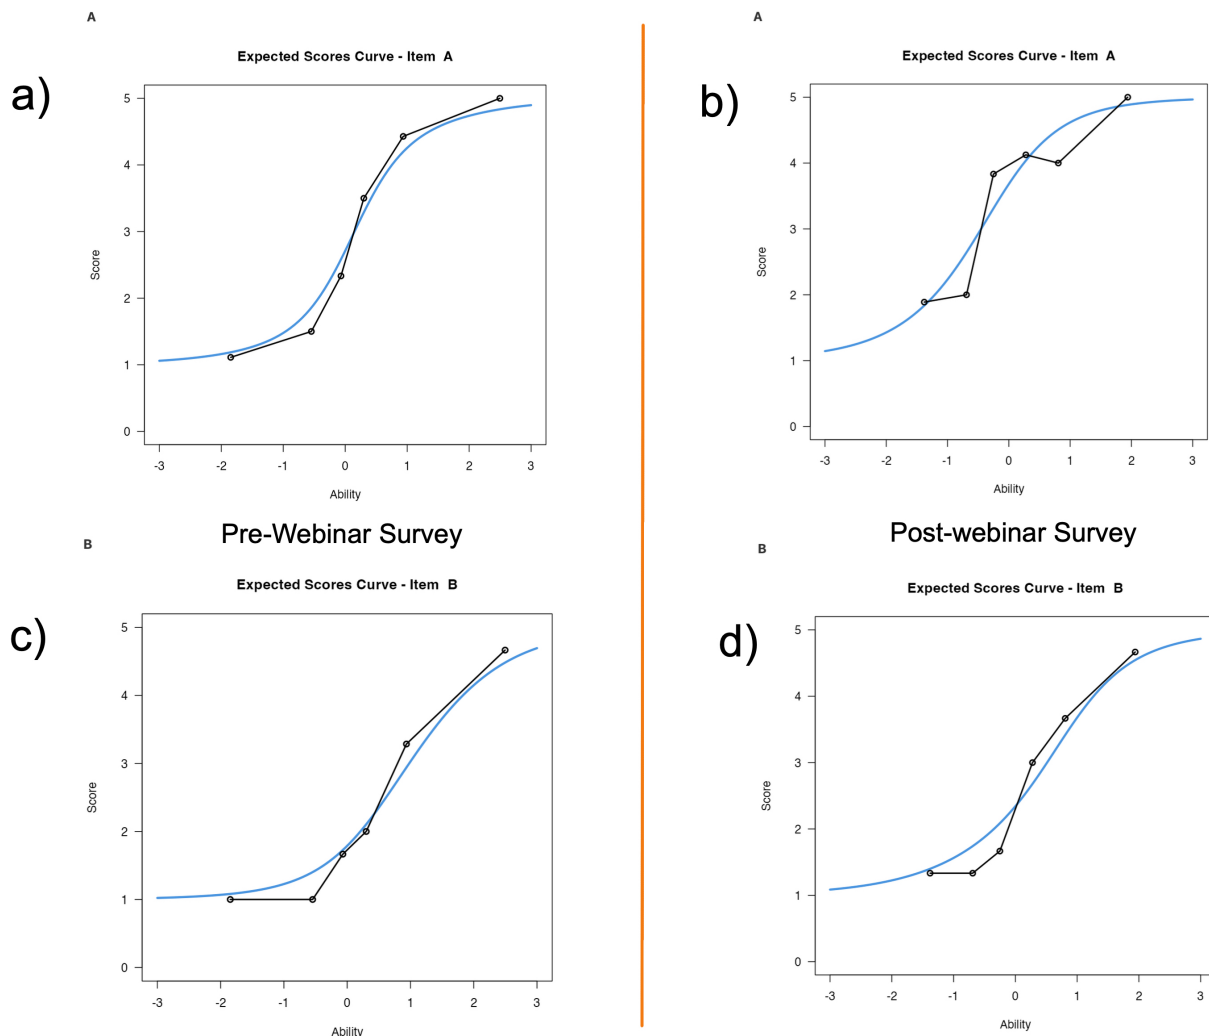 A
Expected Scores Curve - Item A
a)
5
4
3
2
1
0
Score
-3 -2 -1 0 1 2 3
Ability
A
Expected Scores Curve - Item A
b)
5
4
3
2
1
0
Score
-3 -2 -1 0 1 2 3
Ability
Pre-Webinar Survey
B
Expected Scores Curve - Item B
c)
5
4
3
2
1
0
Score
-3 -2 -1 0 1 2 3
Ability
Post-webinar Survey
B
Expected Scores Curve - Item B
d)
5
4
3
2
1
0
Score
-3 -2 -1 0 1 2 3
Ability